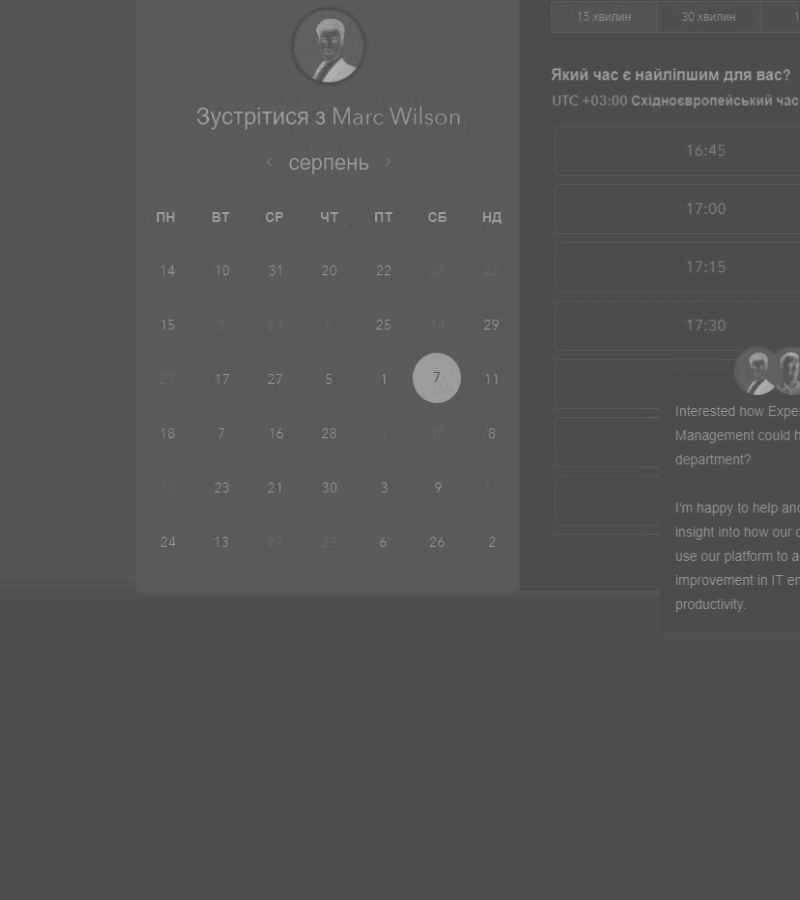 15 хвилин 30 хвилин 1
Зустрітися з Marc Wilson
‹ серпень ›
ПН ВТ СР ЧТ ПТ СБ НД
14 10 31 20 22 28 22
15 3 29 5 25 14 29
27 17 27 5 1 7 11
18 7 16 28 1 10 8
10 23 21 30 3 9 11
24 13 29 25 6 26 2
Який час є найліпшим для вас?
UTC +03:00 Східноєвропейський час
16:45
17:00
17:15
17:30
Interested how Expe
Management could h
department?
I'm happy to help and
insight into how our c
use our platform to a
improvement in IT en
productivity.